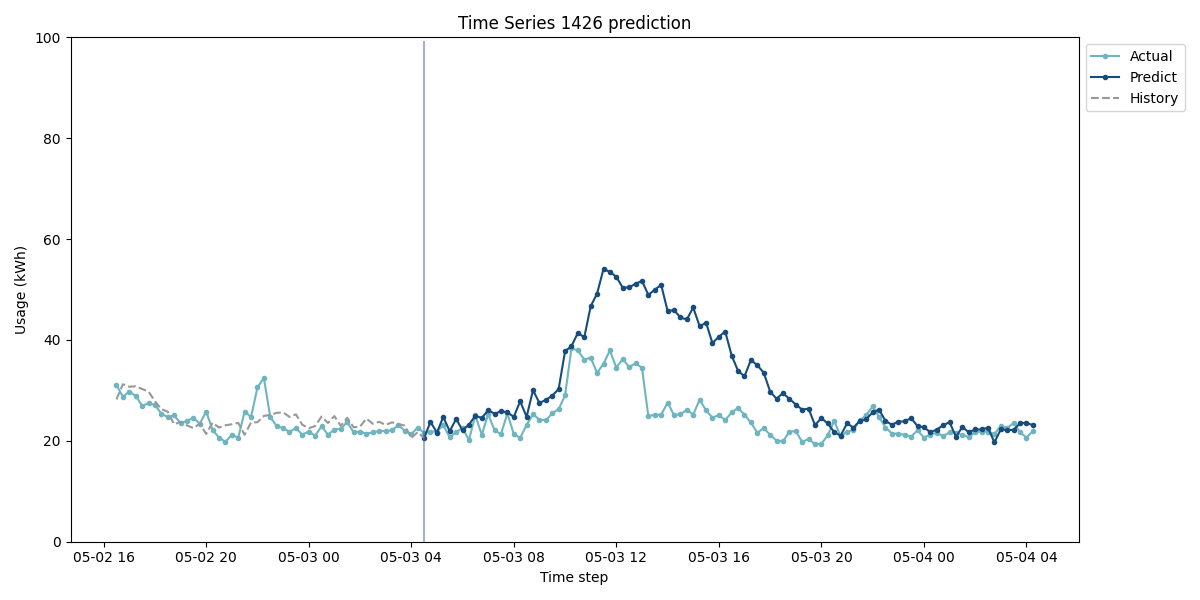 Time Series 1426 prediction
100
80
60
40
20
0
Usage (kWh)
05-02 16
05-02 20
05-03 00
05-03 04
05-03 08
05-03 12
05-03 16
05-03 20
05-04 00
05-04 04
Time step
Actual
Predict
History